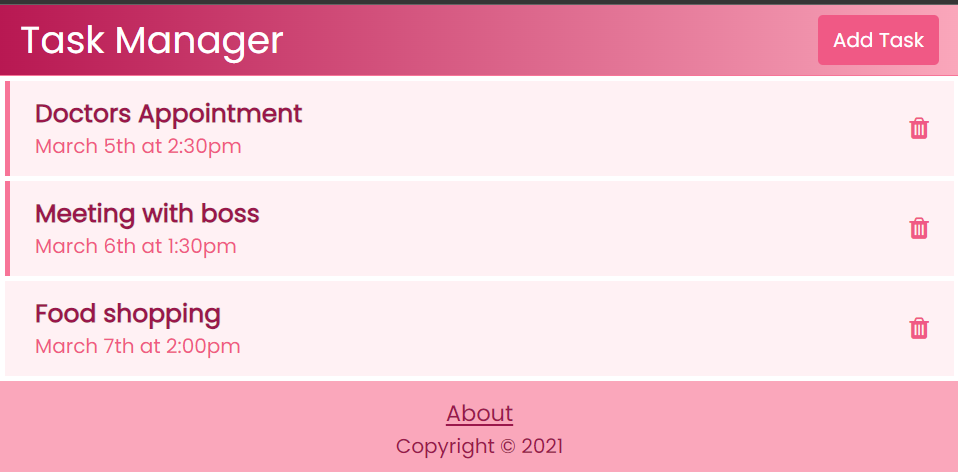 Task Manager
Add Task
Doctors Appointment
March 5th at 2:30pm
Meeting with boss
March 6th at 1:30pm
Food shopping
March 7th at 2:00pm
About
Copyright © 2021